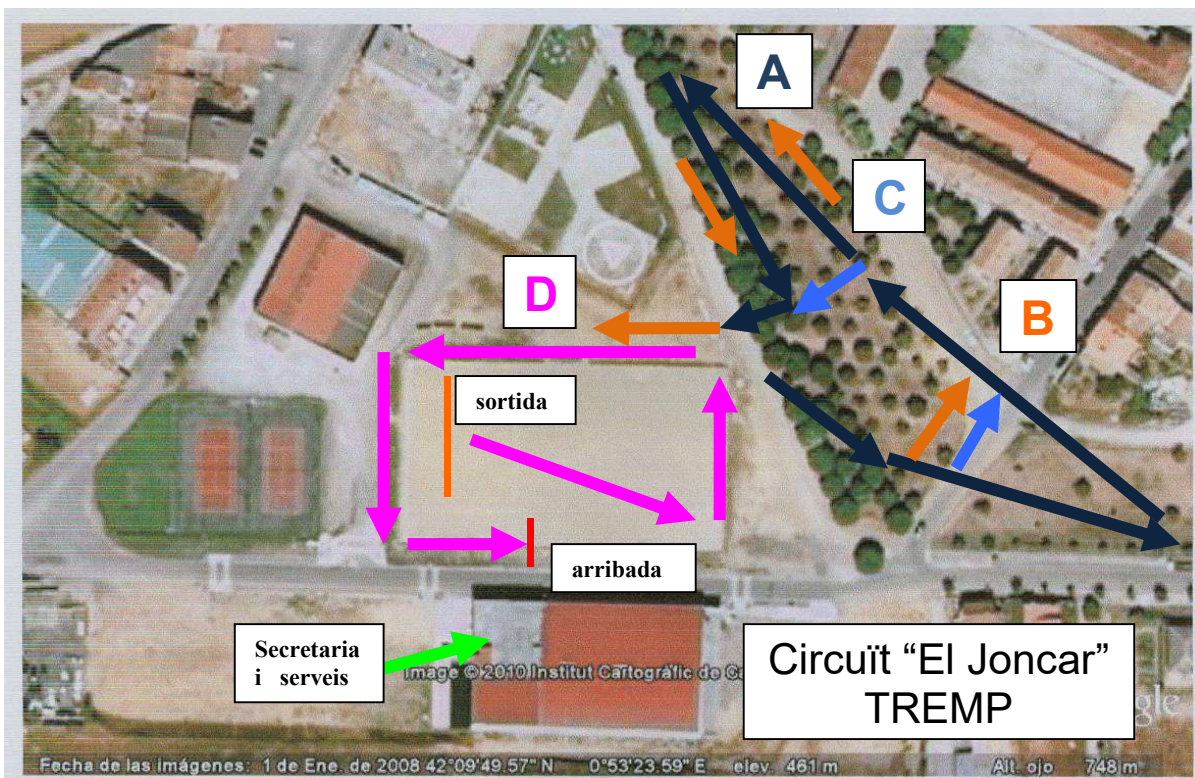 A
C
D
B
sortida
arribada
Secretaria
i serveis
Image © 2010 Institut Cartogràfic de
Circuït “El Joncar”
TREMP
Fecha de las imágenes: 1 de Ene. de 2008 42°09'49.57" N 0°53'23.59" E elev. 461 m Alt. ojo 748 m